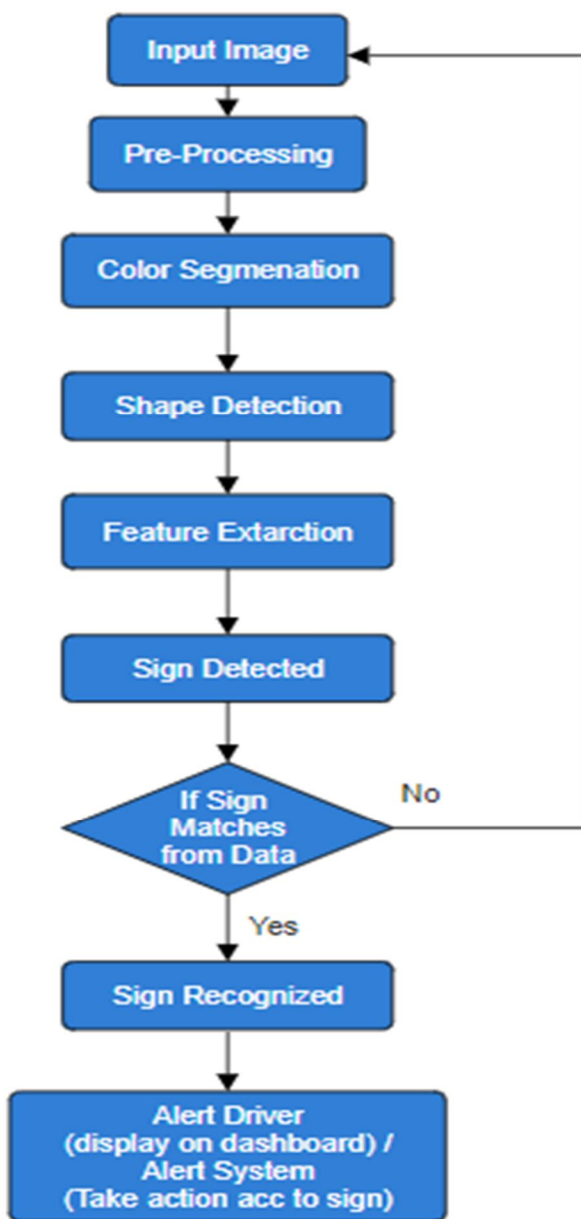 Input Image
Pre-Processing
Color Segmenation
Shape Detection
Feature Extarction
Sign Detected
If Sign
Matches
from Data
No
Yes
Sign Recognized
Alert Driver
(display on dashboard) /
Alert System
(Take action acc to sign)